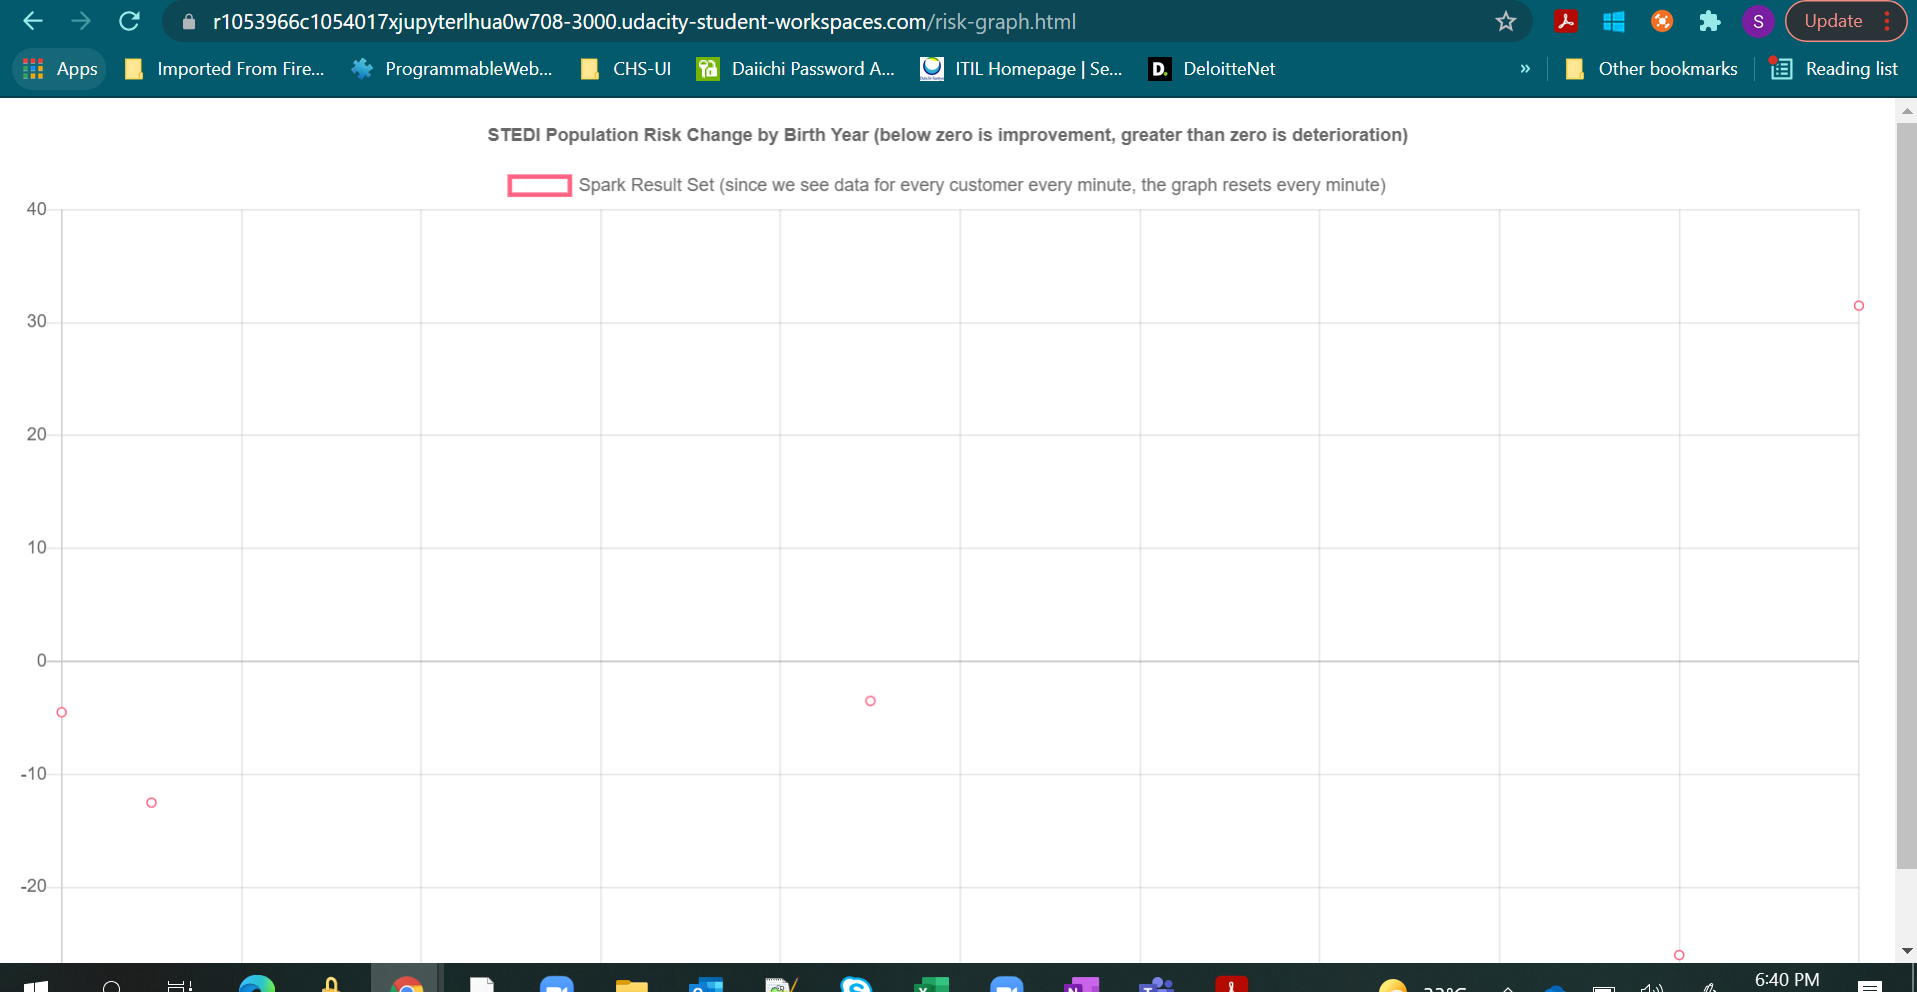 r1053966c1054017xjupyterlhua0w708-3000.udacity-student-workspaces.com/risk-graph.html
S
Update
Apps
Imported From Fire...
ProgrammableWeb...
CHS-UI
Daiichi Password A...
D.
ITIL Homepage | Se...
DeloitteNet
»
Other bookmarks
Reading list
STEDI Population Risk Change by Birth Year (below zero is improvement, greater than zero is deterioration)
Spark Result Set (since we see data for every customer every minute, the graph resets every minute)
40
30
20
10
0
-10
-20
6:40 PM